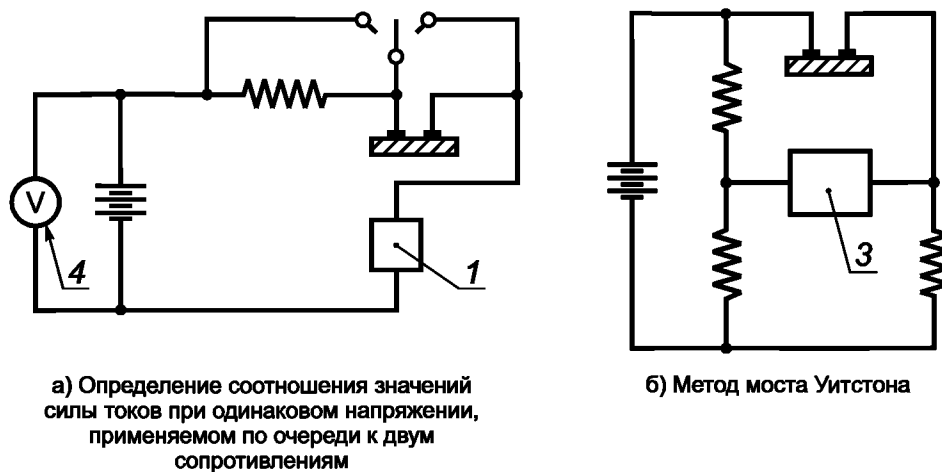 V
4
1
3
а) Определение соотношения значений
силы токов при одинаковом напряжении,
применяемом по очереди к двум
сопротивлениям
б) Метод моста Уитстона